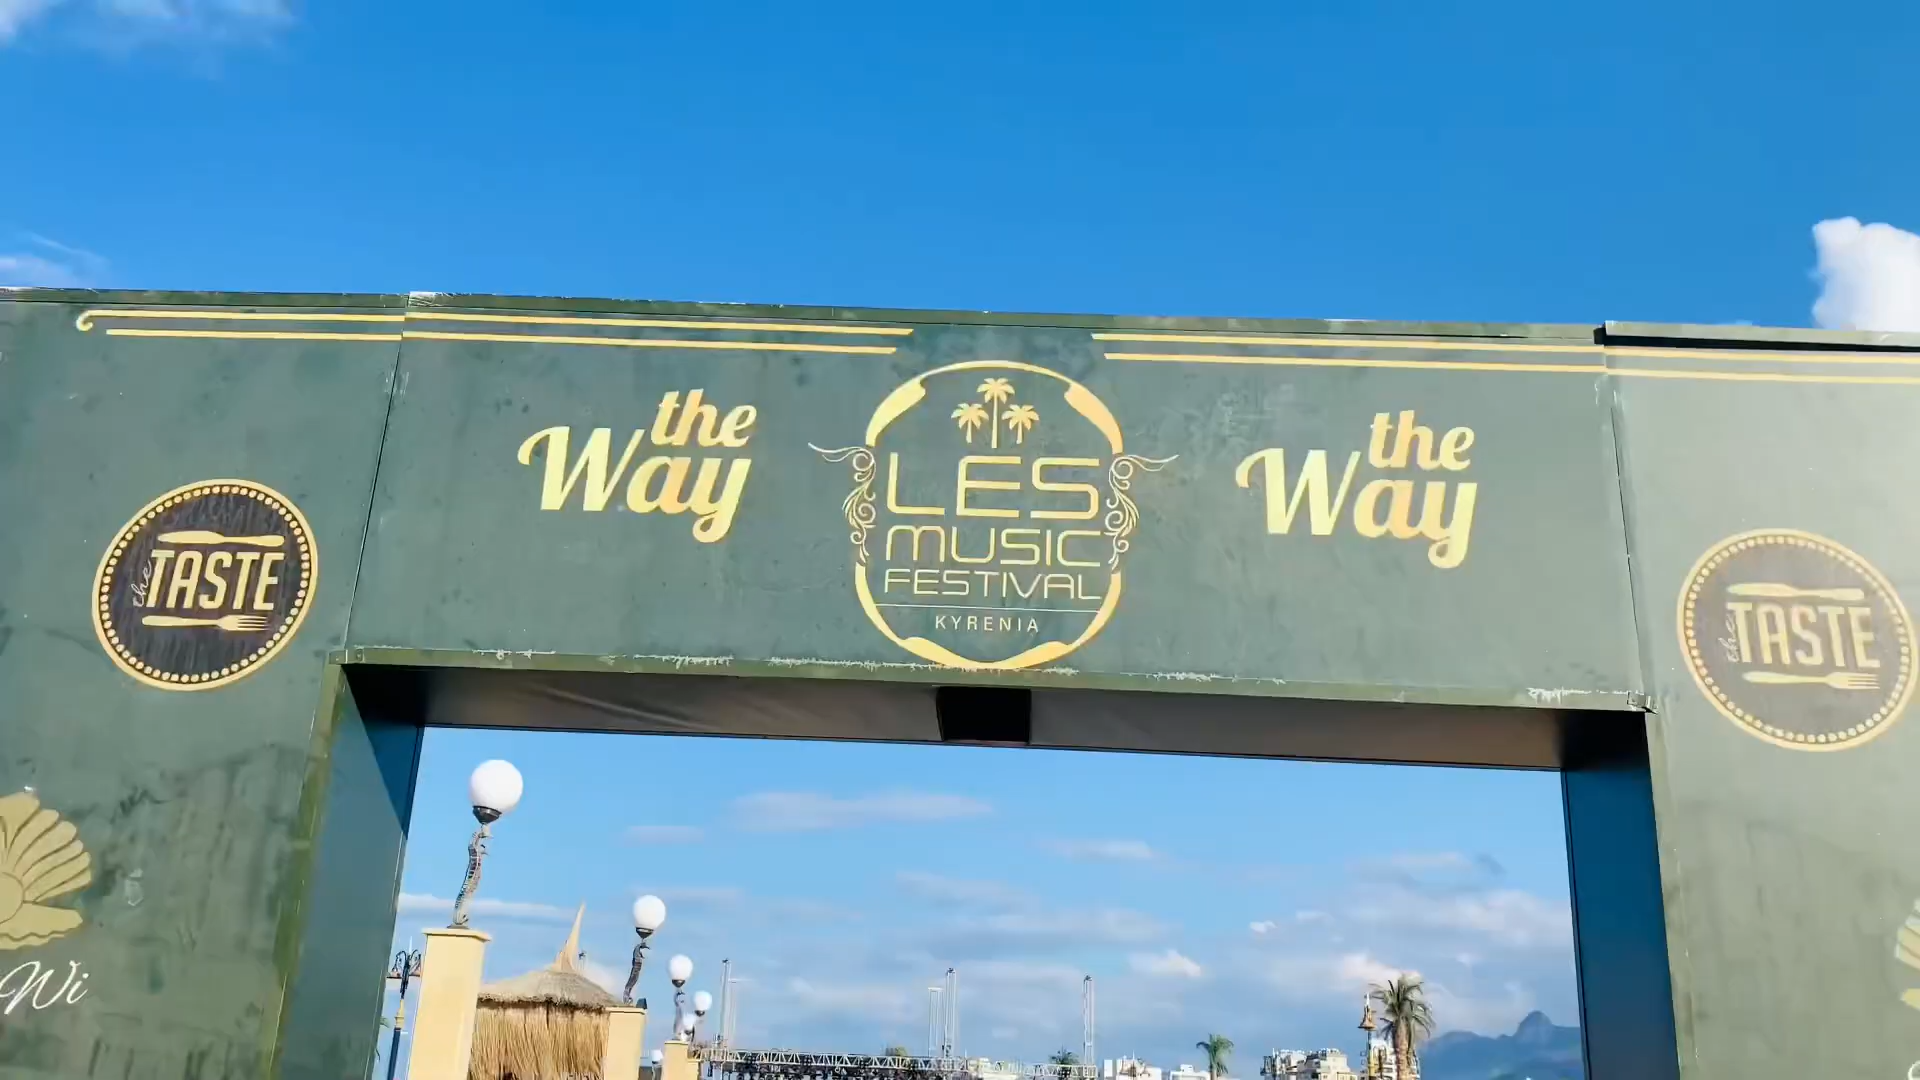 the
Way
LES
MUSIC
FESTIVAL
KYRENIA
the
Way
the TASTE
the TASTE
Wi